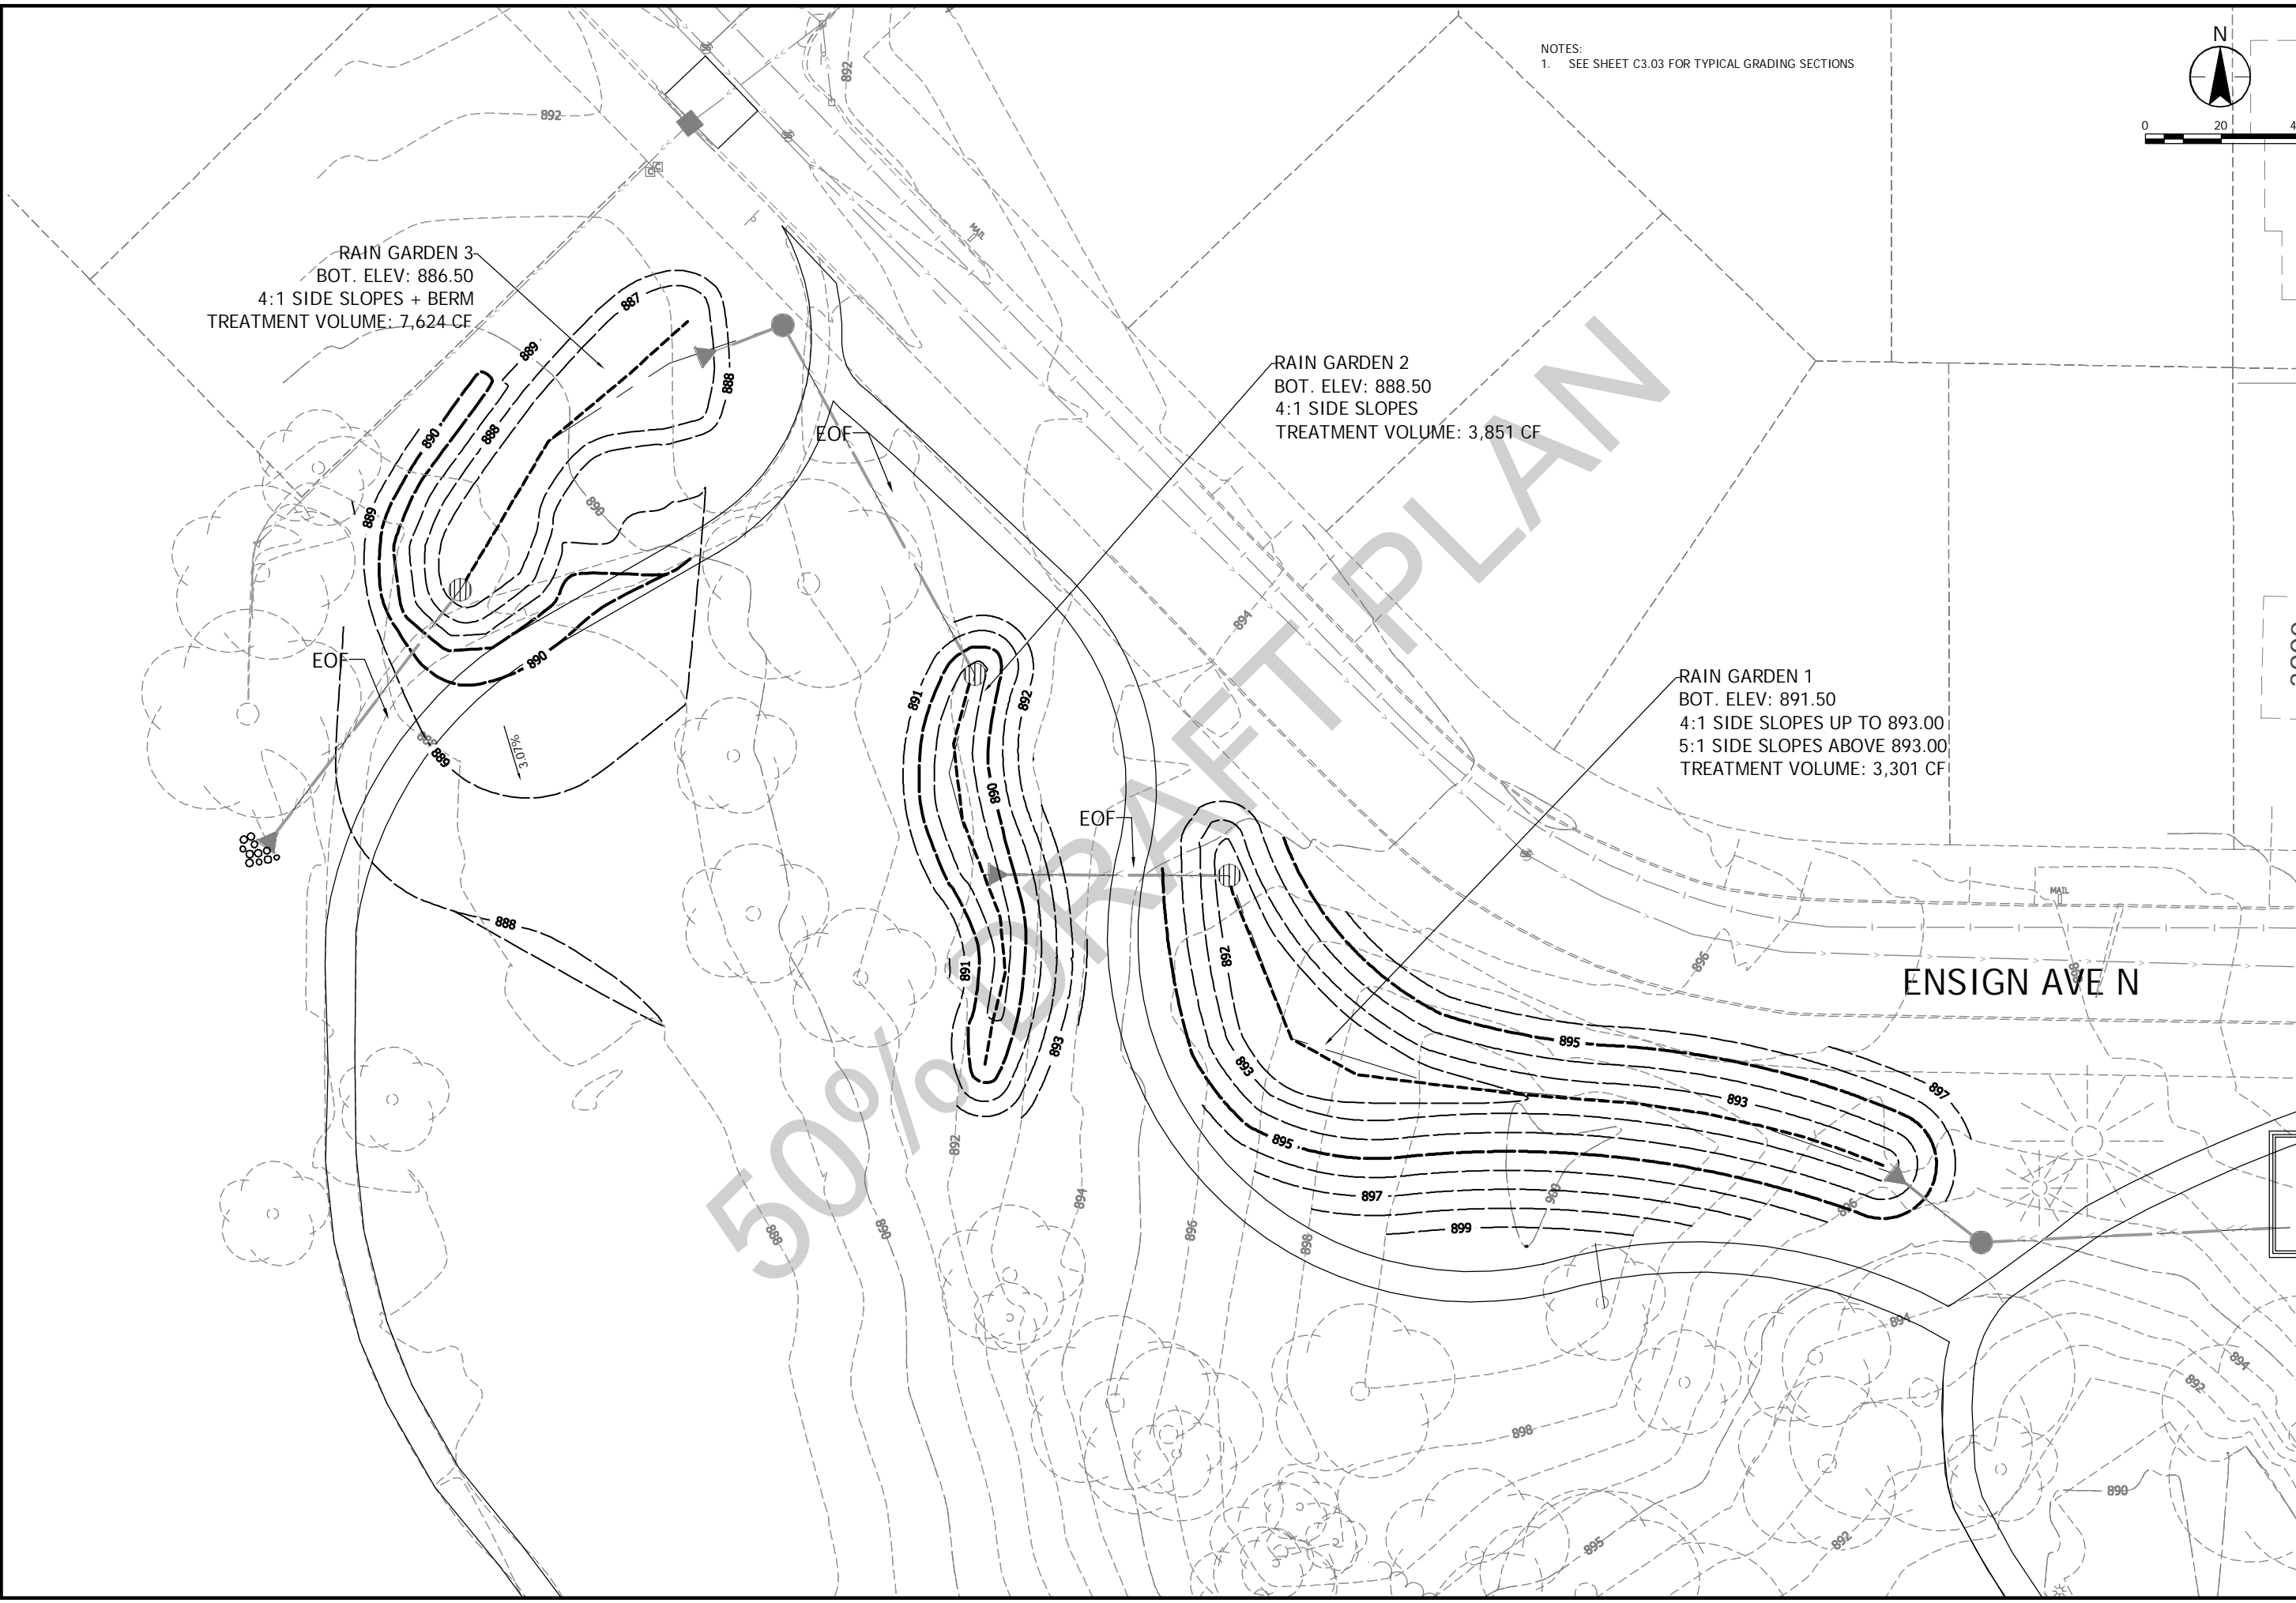 NOTES:
1. SEE SHEET C3.03 FOR TYPICAL GRADING SECTIONS
N
0 20
892
892
MAIL
RAIN GARDEN 3
BOT. ELEV: 886.50
4:1 SIDE SLOPES + BERM
TREATMENT VOLUME: 7,624 CF
887
889
888
888
890
889
890
890
EOF
EOF
RAIN GARDEN 2
BOT. ELEV: 888.50
4:1 SIDE SLOPES
TREATMENT VOLUME: 3,851 CF
894
891
892
890
891
893
889
3.07%
888
EOF
RAIN GARDEN 1
BOT. ELEV: 891.50
4:1 SIDE SLOPES UP TO 893.00
5:1 SIDE SLOPES ABOVE 893.00
TREATMENT VOLUME: 3,301 CF
MAIL
896
ENSIGN AVE N
892
893
895
893
897
895
897
899
900
896
892
894
896
898
888
890
894
894
892
898
890
892
895
50% DRAFT PLAN